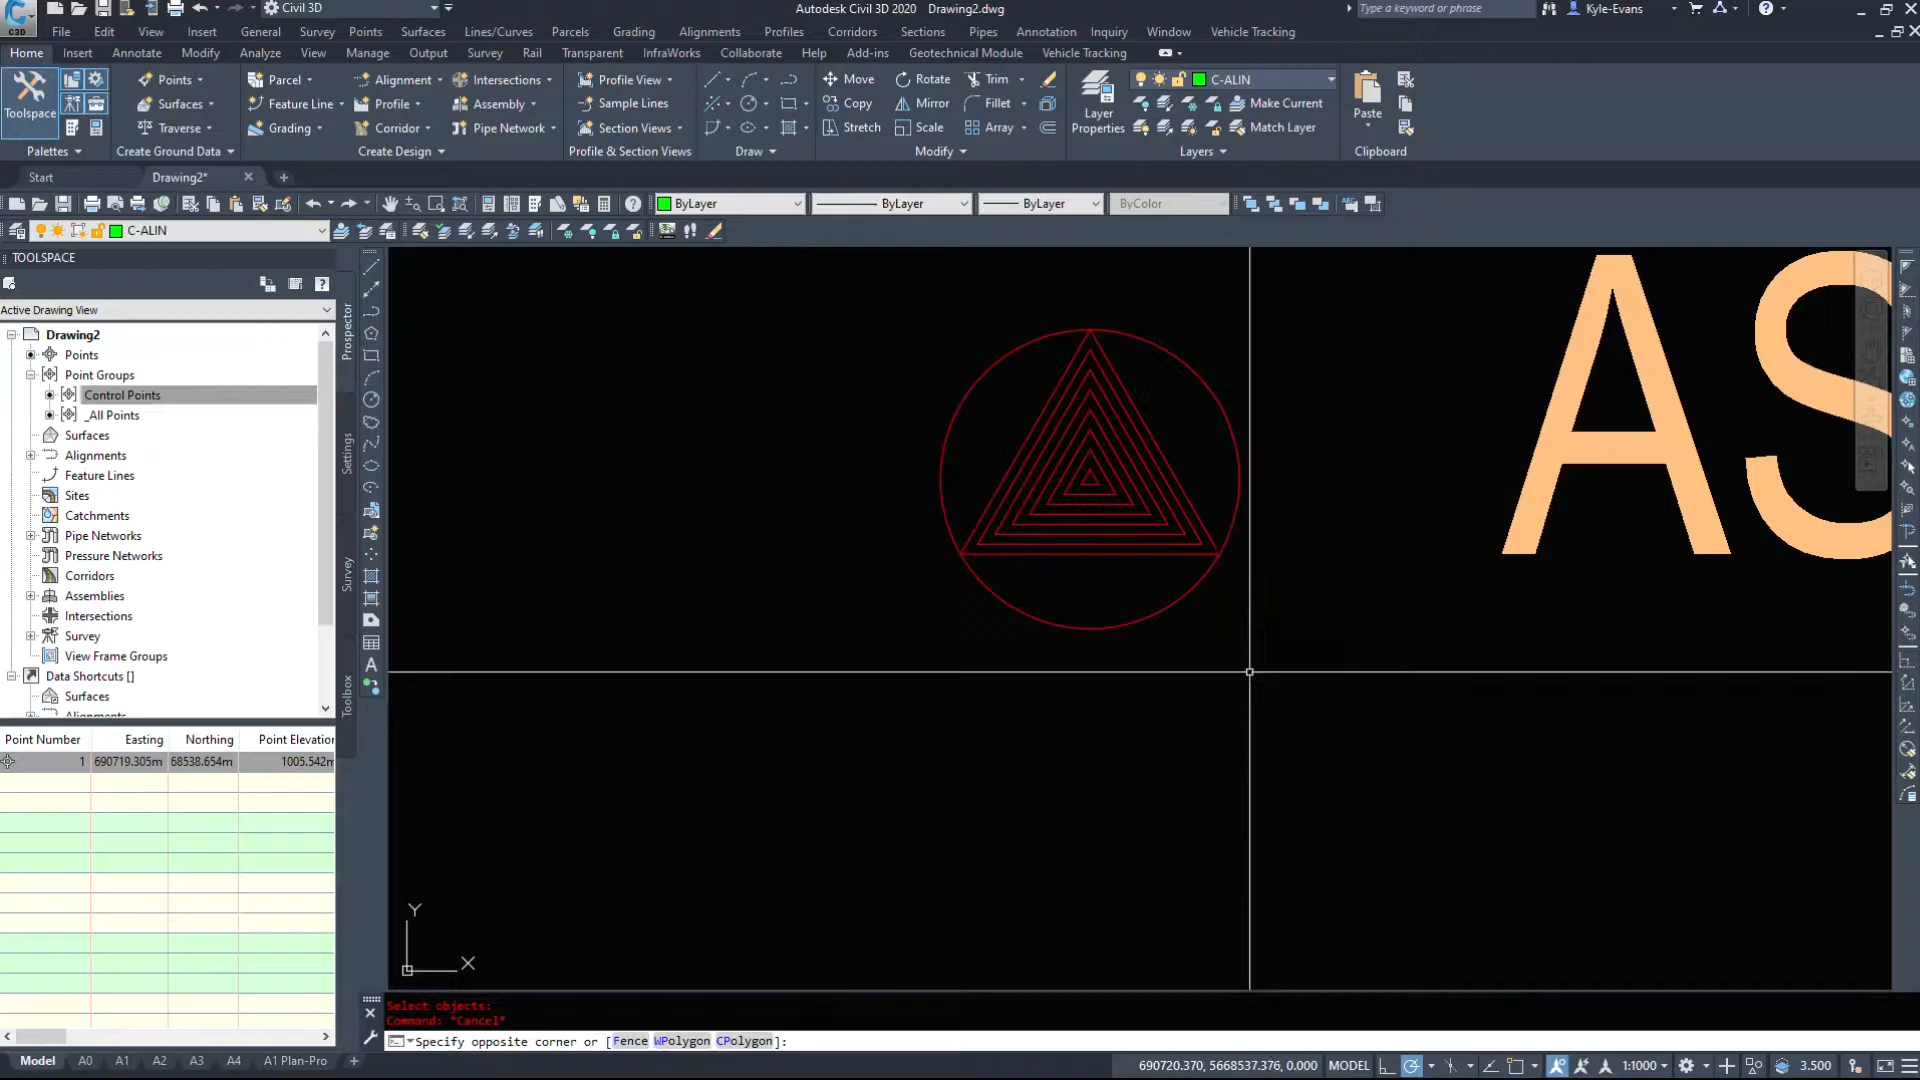 Civil 3D
Autodesk Civil 3D 2020 Drawing2.dwg
Type a keyword or phrase
Kyle-Evans
C3D
File Edit View Insert General Survey Points Surfaces Lines/Curves Parcels Grading Alignments Profiles Corridors Sections Pipes Annotation Inquiry Window Vehicle Tracking
Home Insert Annotate Modify Analyze View Manage Output Survey Rail Transparent InfraWorks Collaborate Help Add-ins Geotechnical Module Vehicle Tracking
Points Parcel Alignment Intersections Profile View Move Rotate Trim C-ALIN
Toolspace Surfaces Feature Line Profile Assembly Sample Lines Copy Mirror Fillet Layer Properties Make Current Paste
Traverse Grading Corridor Pipe Network Section Views Stretch Scale Array Match Layer
Palettes Create Ground Data Create Design Profile & Section Views Draw Modify Layers Clipboard
Start Drawing2*
ByLayer ByLayer ByLayer ByColor
C-ALIN
TOOLSPACE
Active Drawing View
Drawing2
Points
Point Groups
Control Points
_All Points
Surfaces
Alignments
Feature Lines
Sites
Catchments
Pipe Networks
Pressure Networks
Corridors
Assemblies
Intersections
Survey
View Frame Groups
Data Shortcuts []
Surfaces
Alignments
Prospector
Settings
Survey
Toolbox
AS
Point Number Easting Northing Point Elevation
1 690719.305m 68538.654m 1005.542m
Y
X
Select objects:
Command: *Cancel*
Specify opposite corner or [Fence WPolygon CPolygon]:
Model A0 A1 A2 A3 A4 A1 Plan-Pro
690720.370, 5668537.376, 0.000 MODEL 1:1000 3.500